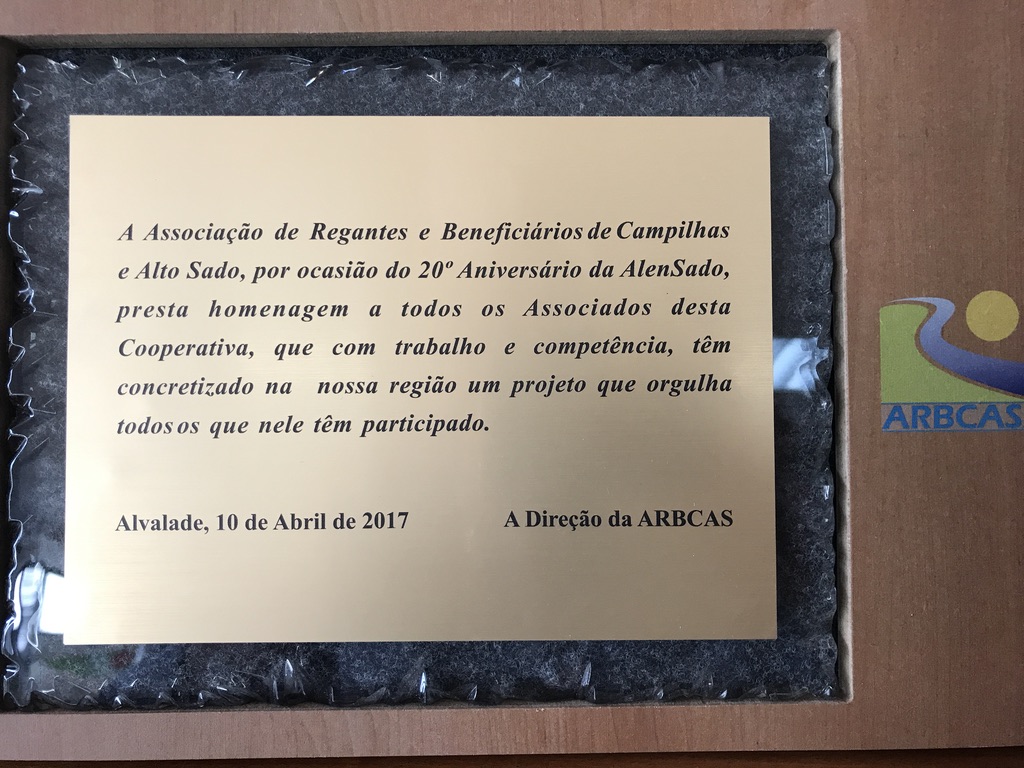 A Associação de Regantes e Beneficiários de Campilhas
e Alto Sado, por ocasião do 20º Aniversário da AlenSado,
presta homenagem a todos os Associados desta
Cooperativa, que com trabalho e competência, têm
concretizado na nossa região um projeto que orgulha
todos os que nele têm participado.
Alvalade, 10 de Abril de 2017 A Direção da ARBCAS
ARBCAS